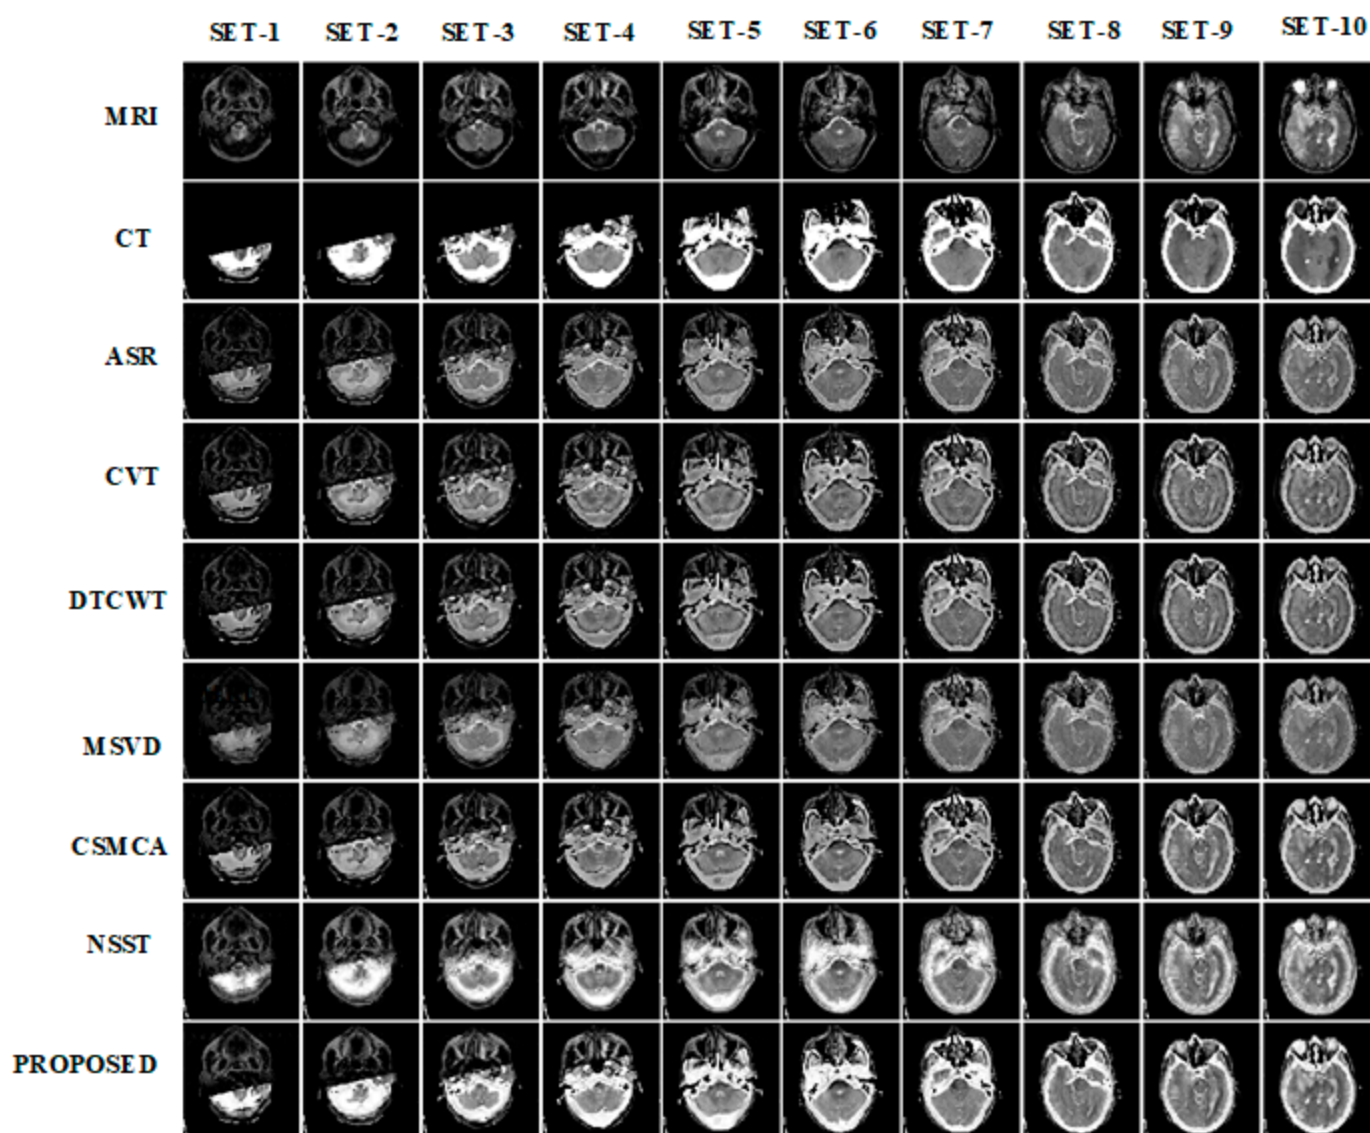 SET-1 SET-2 SET-3 SET-4 SET-5 SET-6 SET-7 SET-8 SET-9 SET-10
MRI
CT
ASR
CVT
DTCWT
MSVD
CSMCA
NSST
PROPOSED